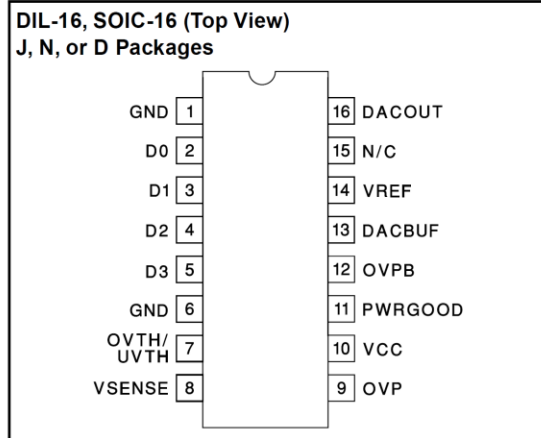 DIL-16, SOIC-16 (Top View)
J, N, or D Packages
GND 1
D0 2
D1 3
D2 4
D3 5
GND 6
OVTH/
UVTH 7
VSENSE 8
16 DACOUT
15 N/C
14 VREF
13 DACBUF
12 OVPB
11 PWRGOOD
10 VCC
9 OVP